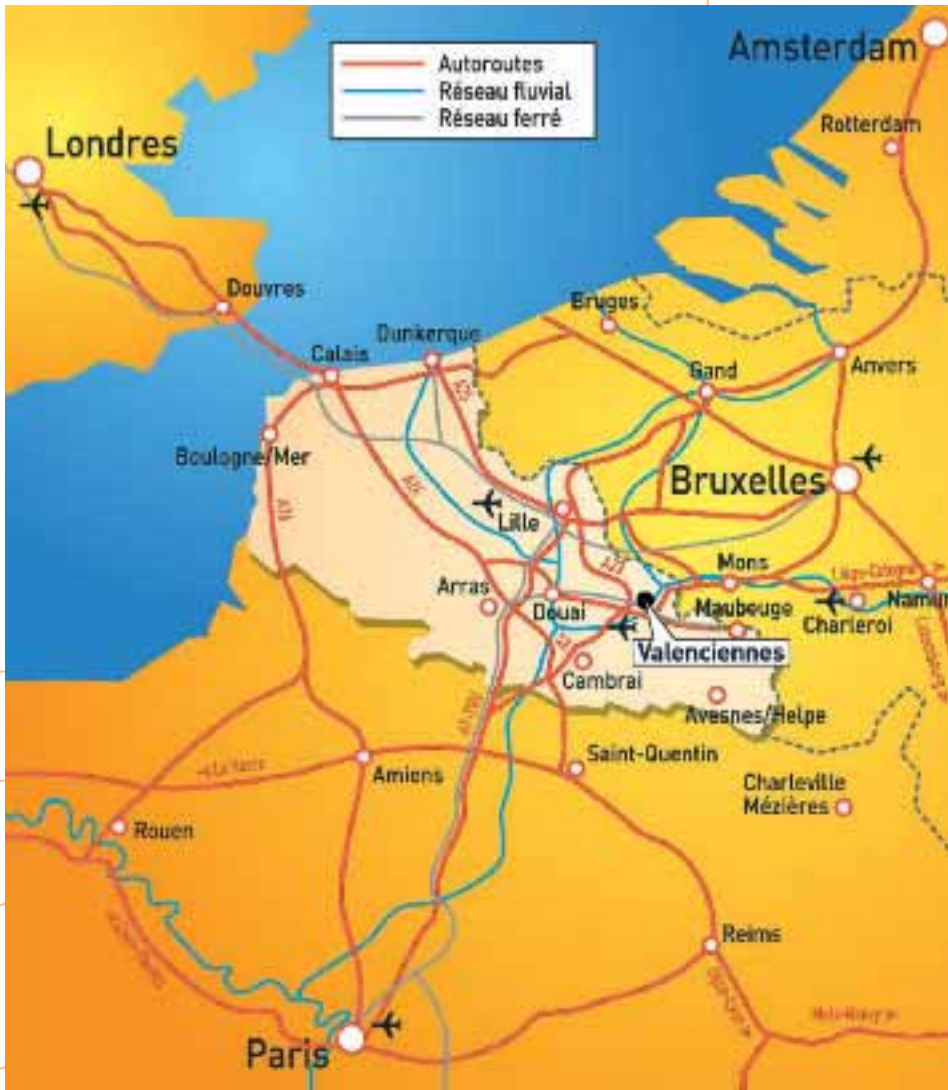 Amsterdam
Autoroutes
Réseau fluvial
Réseau ferré
Rotterdam
Londres
Douvres
Bruges
Dunkerque
Calais
Gand
Anvers
A25
Boulogne/Mer
Bruxelles
A26
Lille
A16
A23
Mons
Arras
Douai
Maubeuge
Charleroi
Namur
Valenciennes
Cambrai
Avesnes/Helpe
Saint-Quentin
Amiens
Charleville
Mézières
Rouen
Reims
Paris